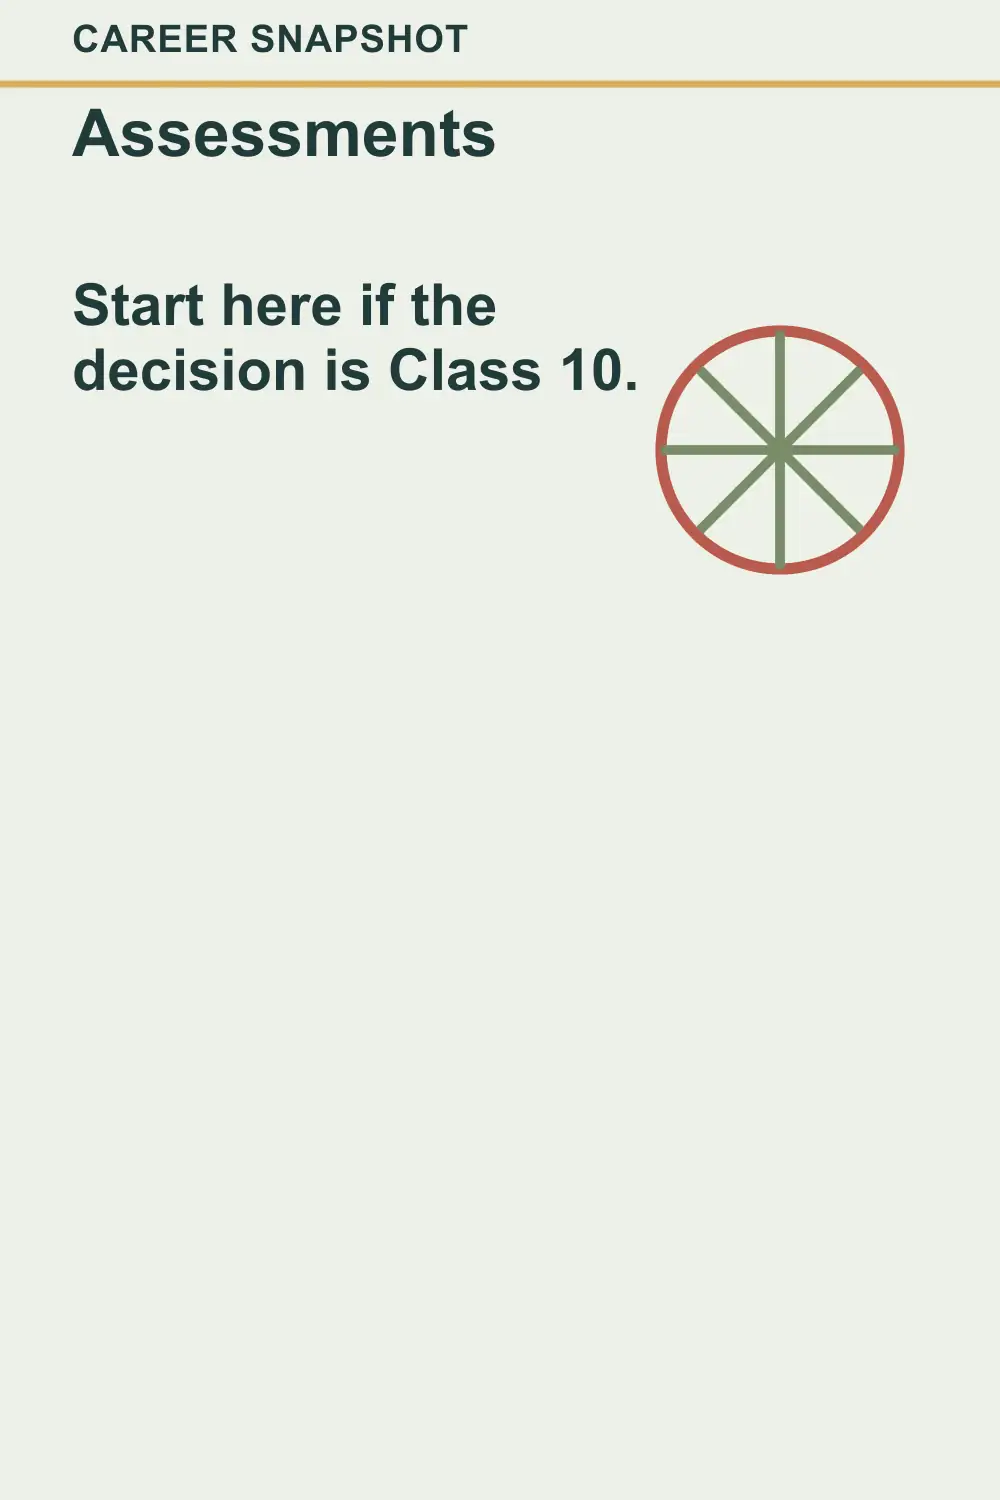 CAREER SNAPSHOT
Assessments
Start here if the
decision is Class 10.